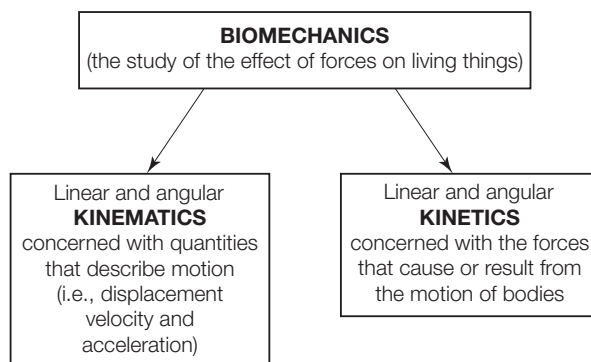 BIOMECHANICS
(the study of the effect of forces on living things)
Linear and angular
KINEMATICS
concerned with quantities
that describe motion
(i.e., displacement
velocity and
acceleration)
Linear and angular
KINETICS
concerned with the forces
that cause or result from
the motion of bodies